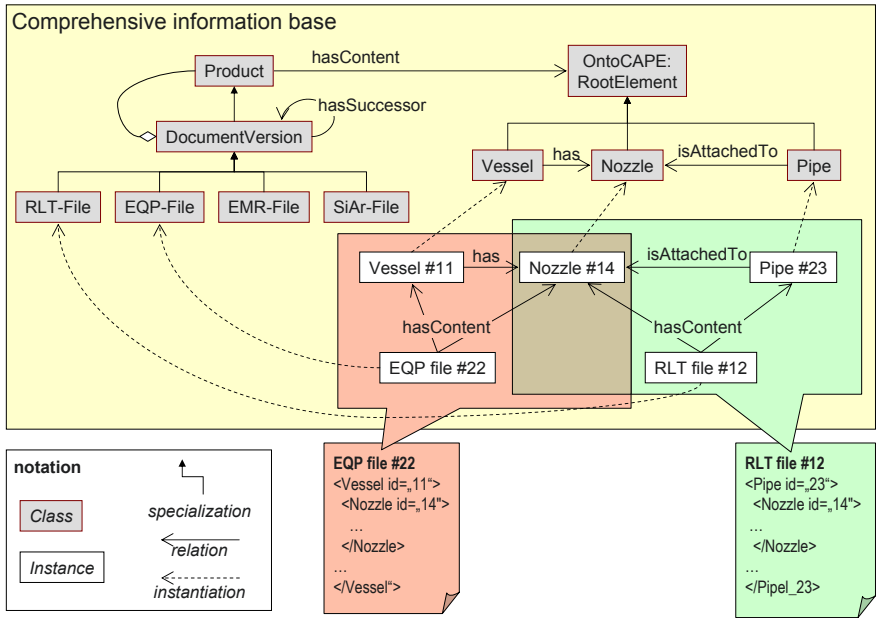 Comprehensive information base
Product
hasContent
OntoCAPE:
RootElement
hasSuccessor
DocumentVersion
Vessel
has
Nozzle
isAttachedTo
Pipe
RLT-File
EQP-File
EMR-File
SiAr-File
Vessel #11
has
Nozzle #14
isAttachedTo
Pipe #23
hasContent
hasContent
EQP file #22
RLT file #12
notation
Class
Instance
specialization
relation
instantiation
EQP file #22
<Vessel id=„11“>
<Nozzle id=„14">
…
</Nozzle>
…
</Vessel“>
RLT file #12
<Pipe id=„23“>
<Nozzle id=„14">
…
</Nozzle>
…
</Pipel_23>